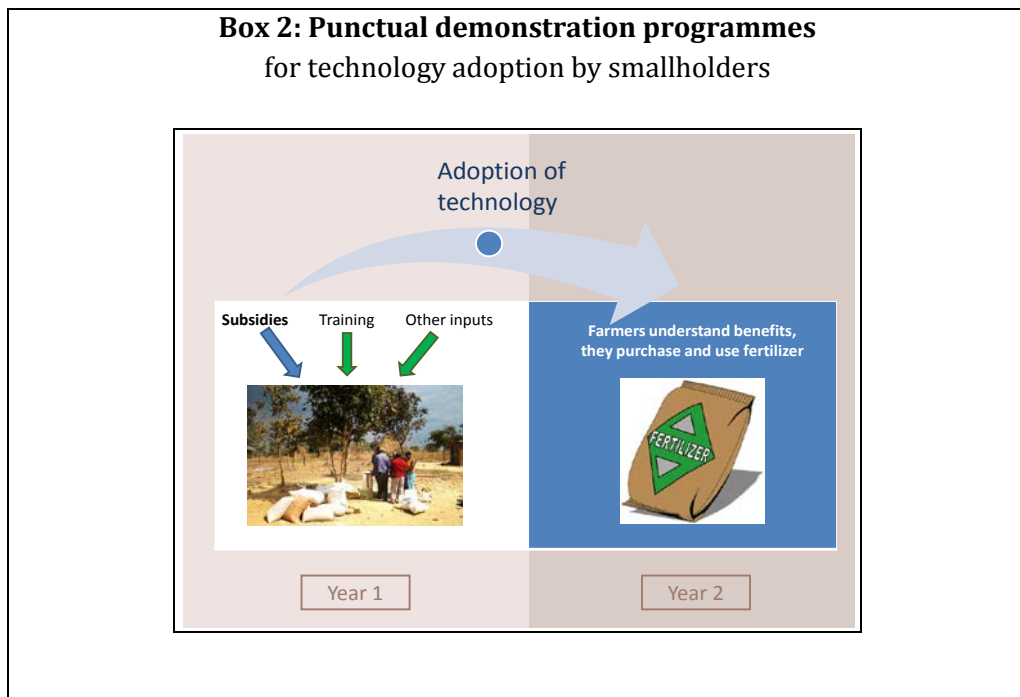 Box 2: Punctual demonstration programmes
for technology adoption by smallholders
Adoption of
technology
Subsidies Training Other inputs
Farmers understand benefits,
they purchase and use fertilizer
FERTILIZER
Year 1 Year 2